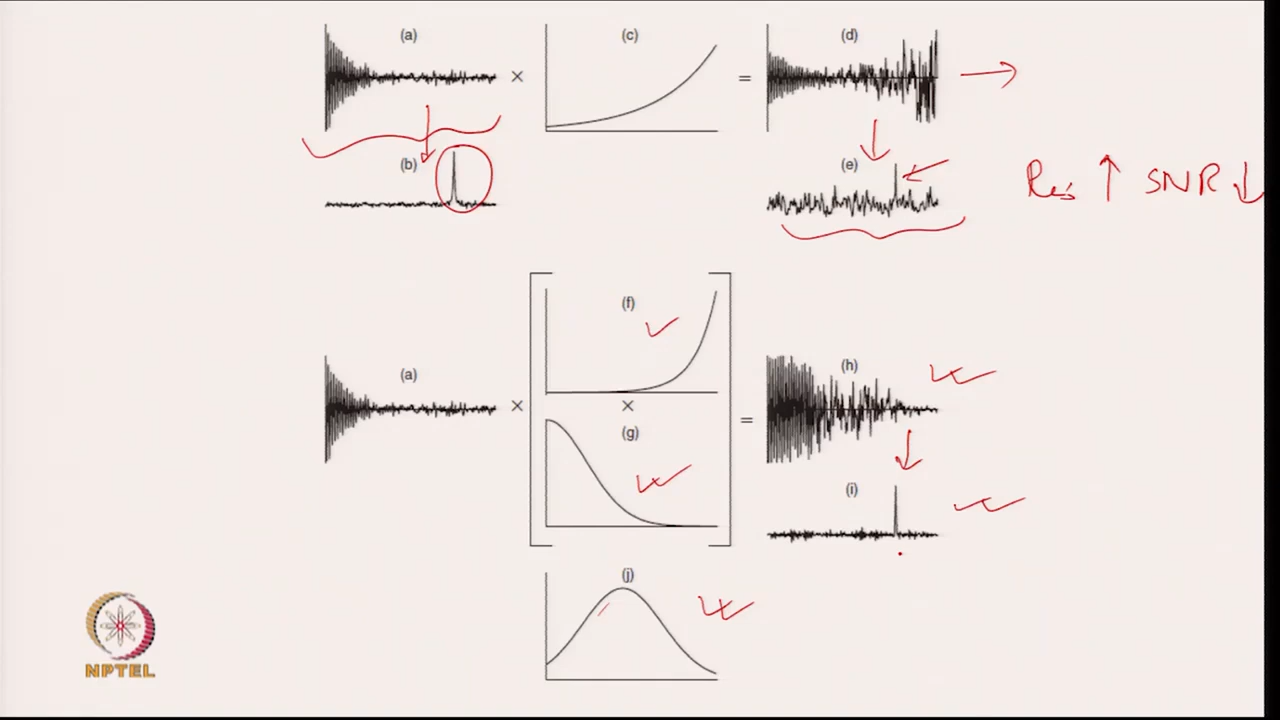 (a) × (c) = (d)
(b) (e) Res ↑ SNR ↓
(f)
(a) × × = (h)
(g)
(i)
(j)
NPTEL